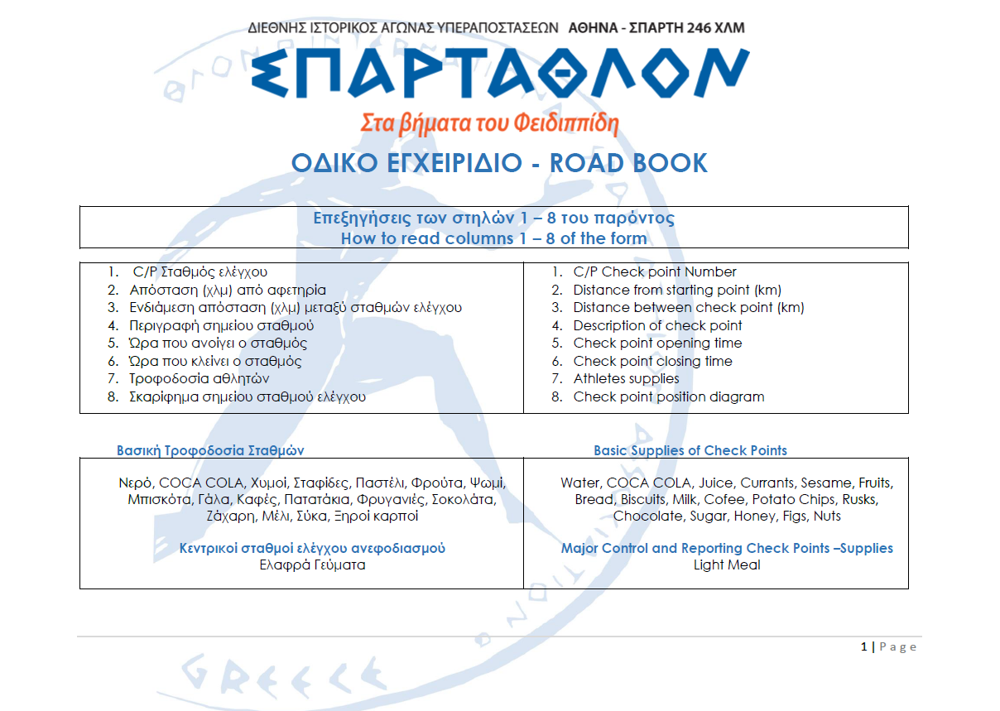 ΔΙΕΘΝΗΣ ΙΣΤΟΡΙΚΟΣ ΑΓΩΝΑΣ ΥΠΕΡΑΠΟΣΤΑΣΕΩΝ ΑΘΗΝΑ - ΣΠΑΡΤΗ 246 ΧΛΜ
ΣΠΑΡΤΑΘΛΟΝ
Στα βήματα του Φειδιππίδη
ΟΔΙΚΟ ΕΓΧΕΙΡΙΔΙΟ - ROAD BOOK
Επεξηγήσεις των στηλών 1 – 8 του παρόντος
How to read columns 1 – 8 of the form
1. C/P Σταθμός ελέγχου
2. Απόσταση (χλμ) από αφετηρία
3. Ενδιάμεση απόσταση (χλμ) μεταξύ σταθμών ελέγχου
4. Περιγραφή σημείου σταθμού
5. Ώρα που ανοίγει ο σταθμός
6. Ώρα που κλείνει ο σταθμός
7. Τροφοδοσία αθλητών
8. Σκαρίφημα σημείου σταθμού ελέγχου
1. C/P Check point Number
2. Distance from starting point (km)
3. Distance between check point (km)
4. Description of check point
5. Check point opening time
6. Check point closing time
7. Athletes supplies
8. Check point position diagram
Βασική Τροφοδοσία Σταθμών
Νερό, COCA COLA, Χυμοί, Σταφίδες, Παστέλι, Φρούτα, Ψωμί,
Μπισκότα, Γάλα, Καφές, Πατατάκια, Φρυγανιές, Σοκολάτα,
Ζάχαρη, Μέλι, Σύκα, Ξηροί καρποί
Κεντρικοί σταθμοί ελέγχου ανεφοδιασμού
Ελαφρά Γεύματα
Basic Supplies of Check Points
Water, COCA COLA, Juice, Currants, Sesame, Fruits,
Bread, Biscuits, Milk, Cofee, Potato Chips, Rusks,
Chocolate, Sugar, Honey, Figs, Nuts
Major Control and Reporting Check Points –Supplies
Light Meal
1 | Page
GREECE